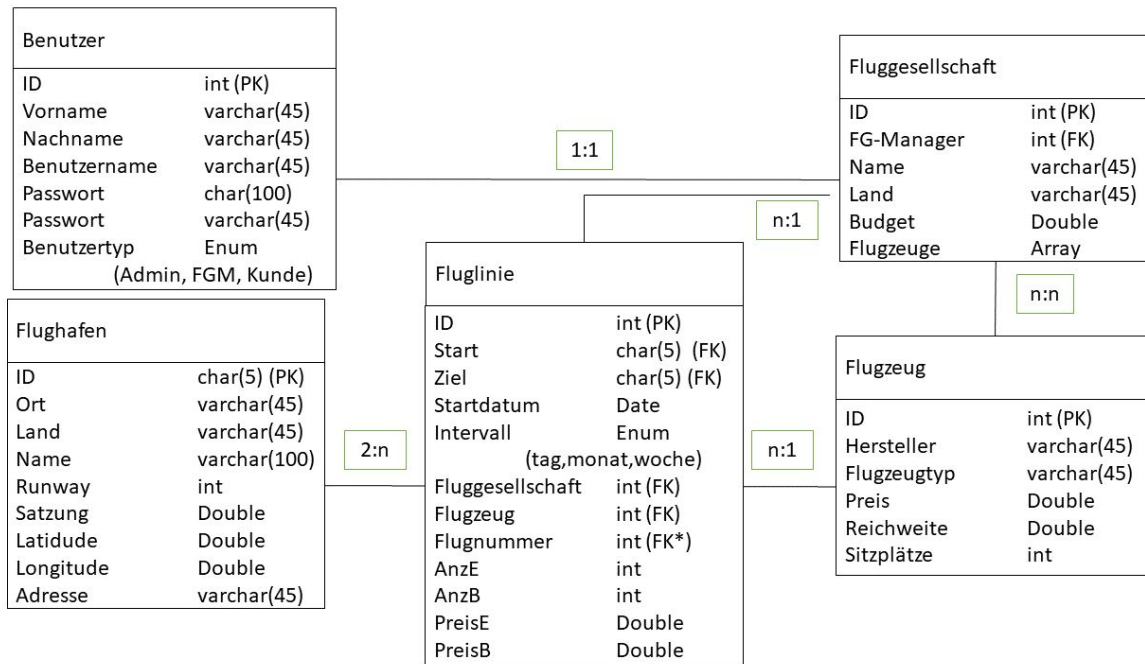 Benutzer
ID int (PK)
Vorname varchar(45)
Nachname varchar(45)
Benutzername varchar(45)
Passwort char(100)
Passwort varchar(45)
Benutzertyp Enum
(Admin, FGM, Kunde)
1:1
Fluggesellschaft
ID int (PK)
FG-Manager int (FK)
Name varchar(45)
Land varchar(45)
Budget Double
Flugzeuge Array
n:1
n:n
Flughafen
ID char(5) (PK)
Ort varchar(45)
Land varchar(45)
Name varchar(100)
Runway int
Satzung Double
Latidude Double
Longitude Double
Adresse varchar(45)
2:n
Fluglinie
ID int (PK)
Start char(5) (FK)
Ziel char(5) (FK)
Startdatum Date
Intervall Enum
(tag,monat,woche)
Fluggesellschaft int (FK)
Flugzeug int (FK)
Flugnummer int (FK*)
AnzE int
AnzB int
PreisE Double
PreisB Double
n:1
Flugzeug
ID int (PK)
Hersteller varchar(45)
Flugzeugtyp varchar(45)
Preis Double
Reichweite Double
Sitzplätze int